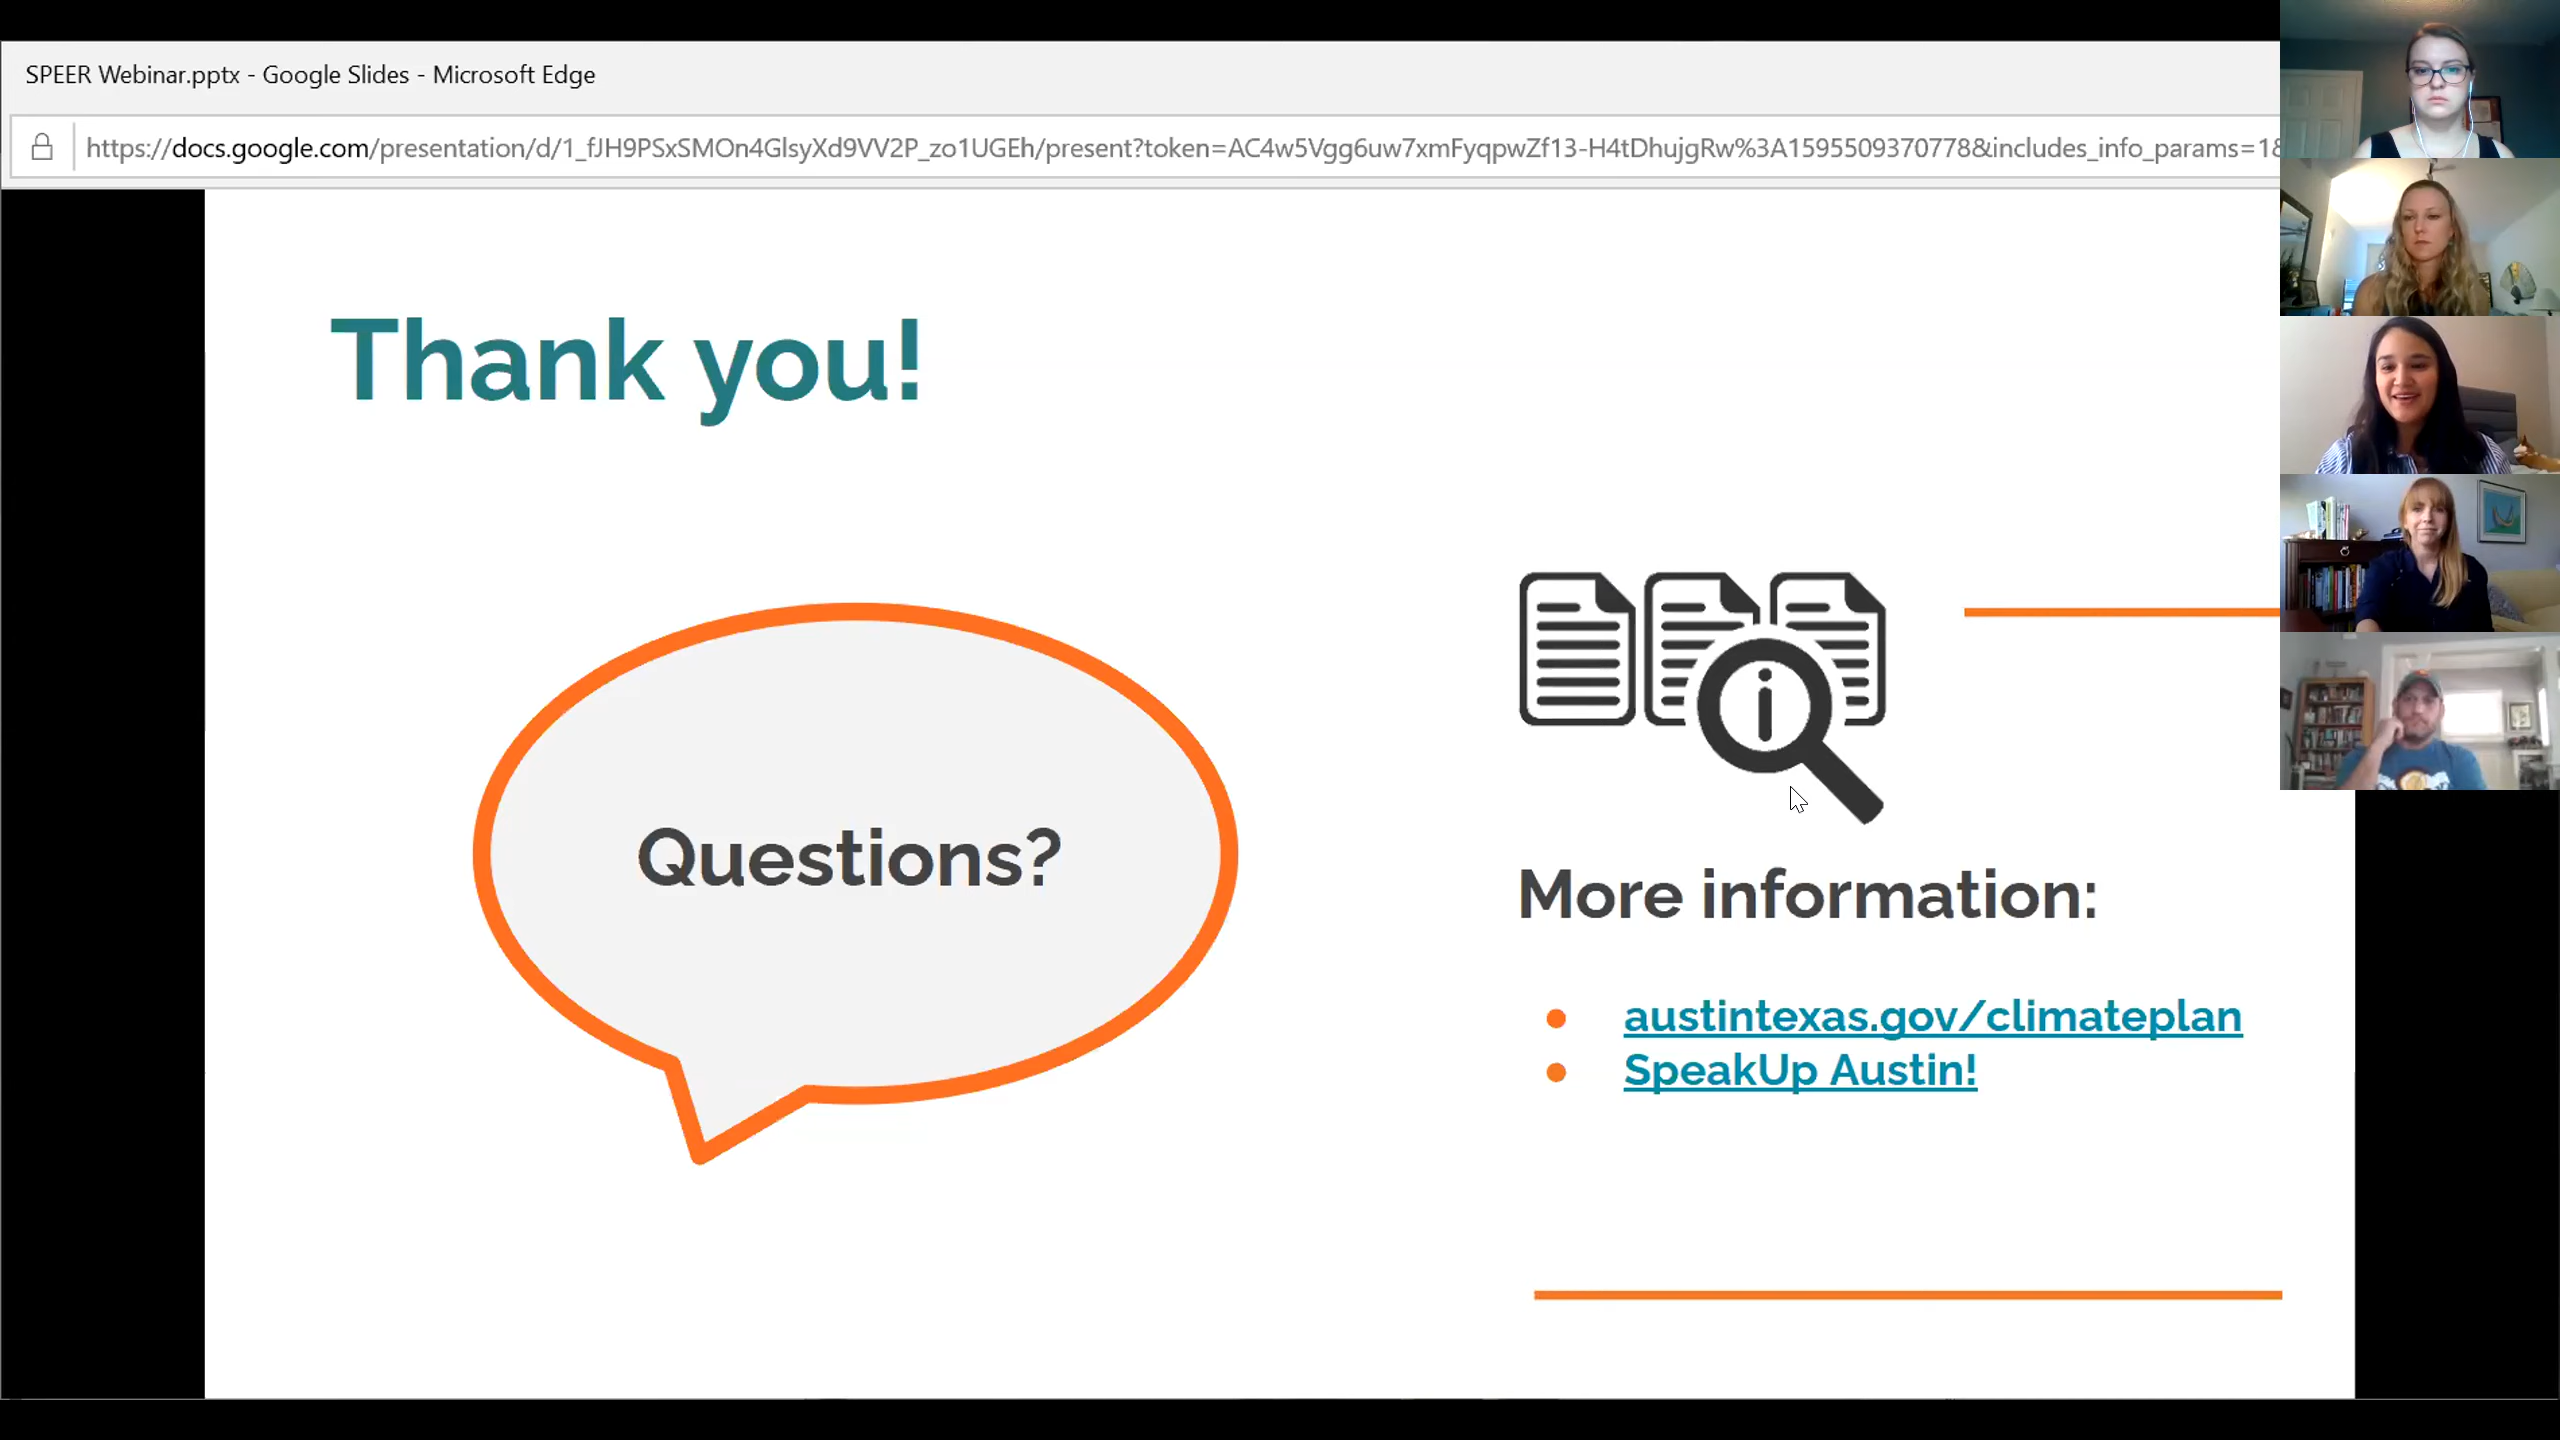 SPEER Webinar.pptx - Google Slides - Microsoft Edge
https://docs.google.com/presentation/d/1_fJH9PSxSMOn4GlsyXd9VV2P_zo1UGEh/present?token=AC4w5Vgg6uw7xmFyqpwZf13-H4tDhujgRw%3A1595509370778&includes_info_params=1&
Thank you!
Questions?
i
More information:
● austintexas.gov/climateplan
● SpeakUp Austin!